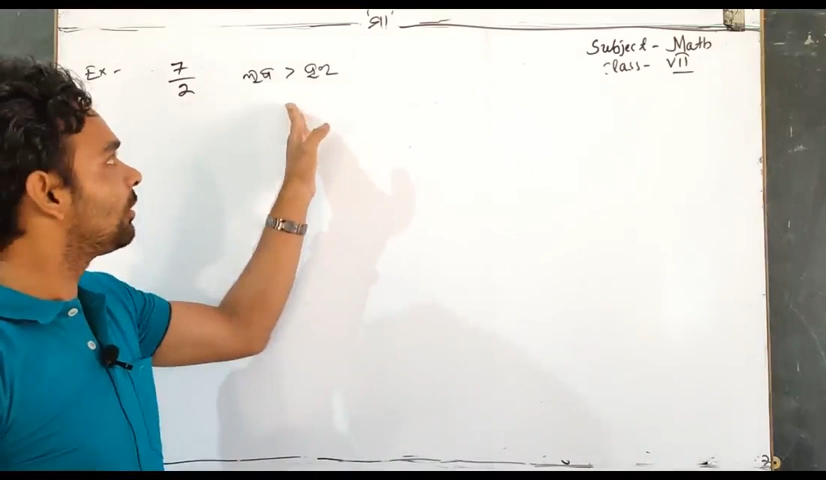 'ମା'
Subject - Math
Class - VII
Ex - 7/2 ଲବ > ହର